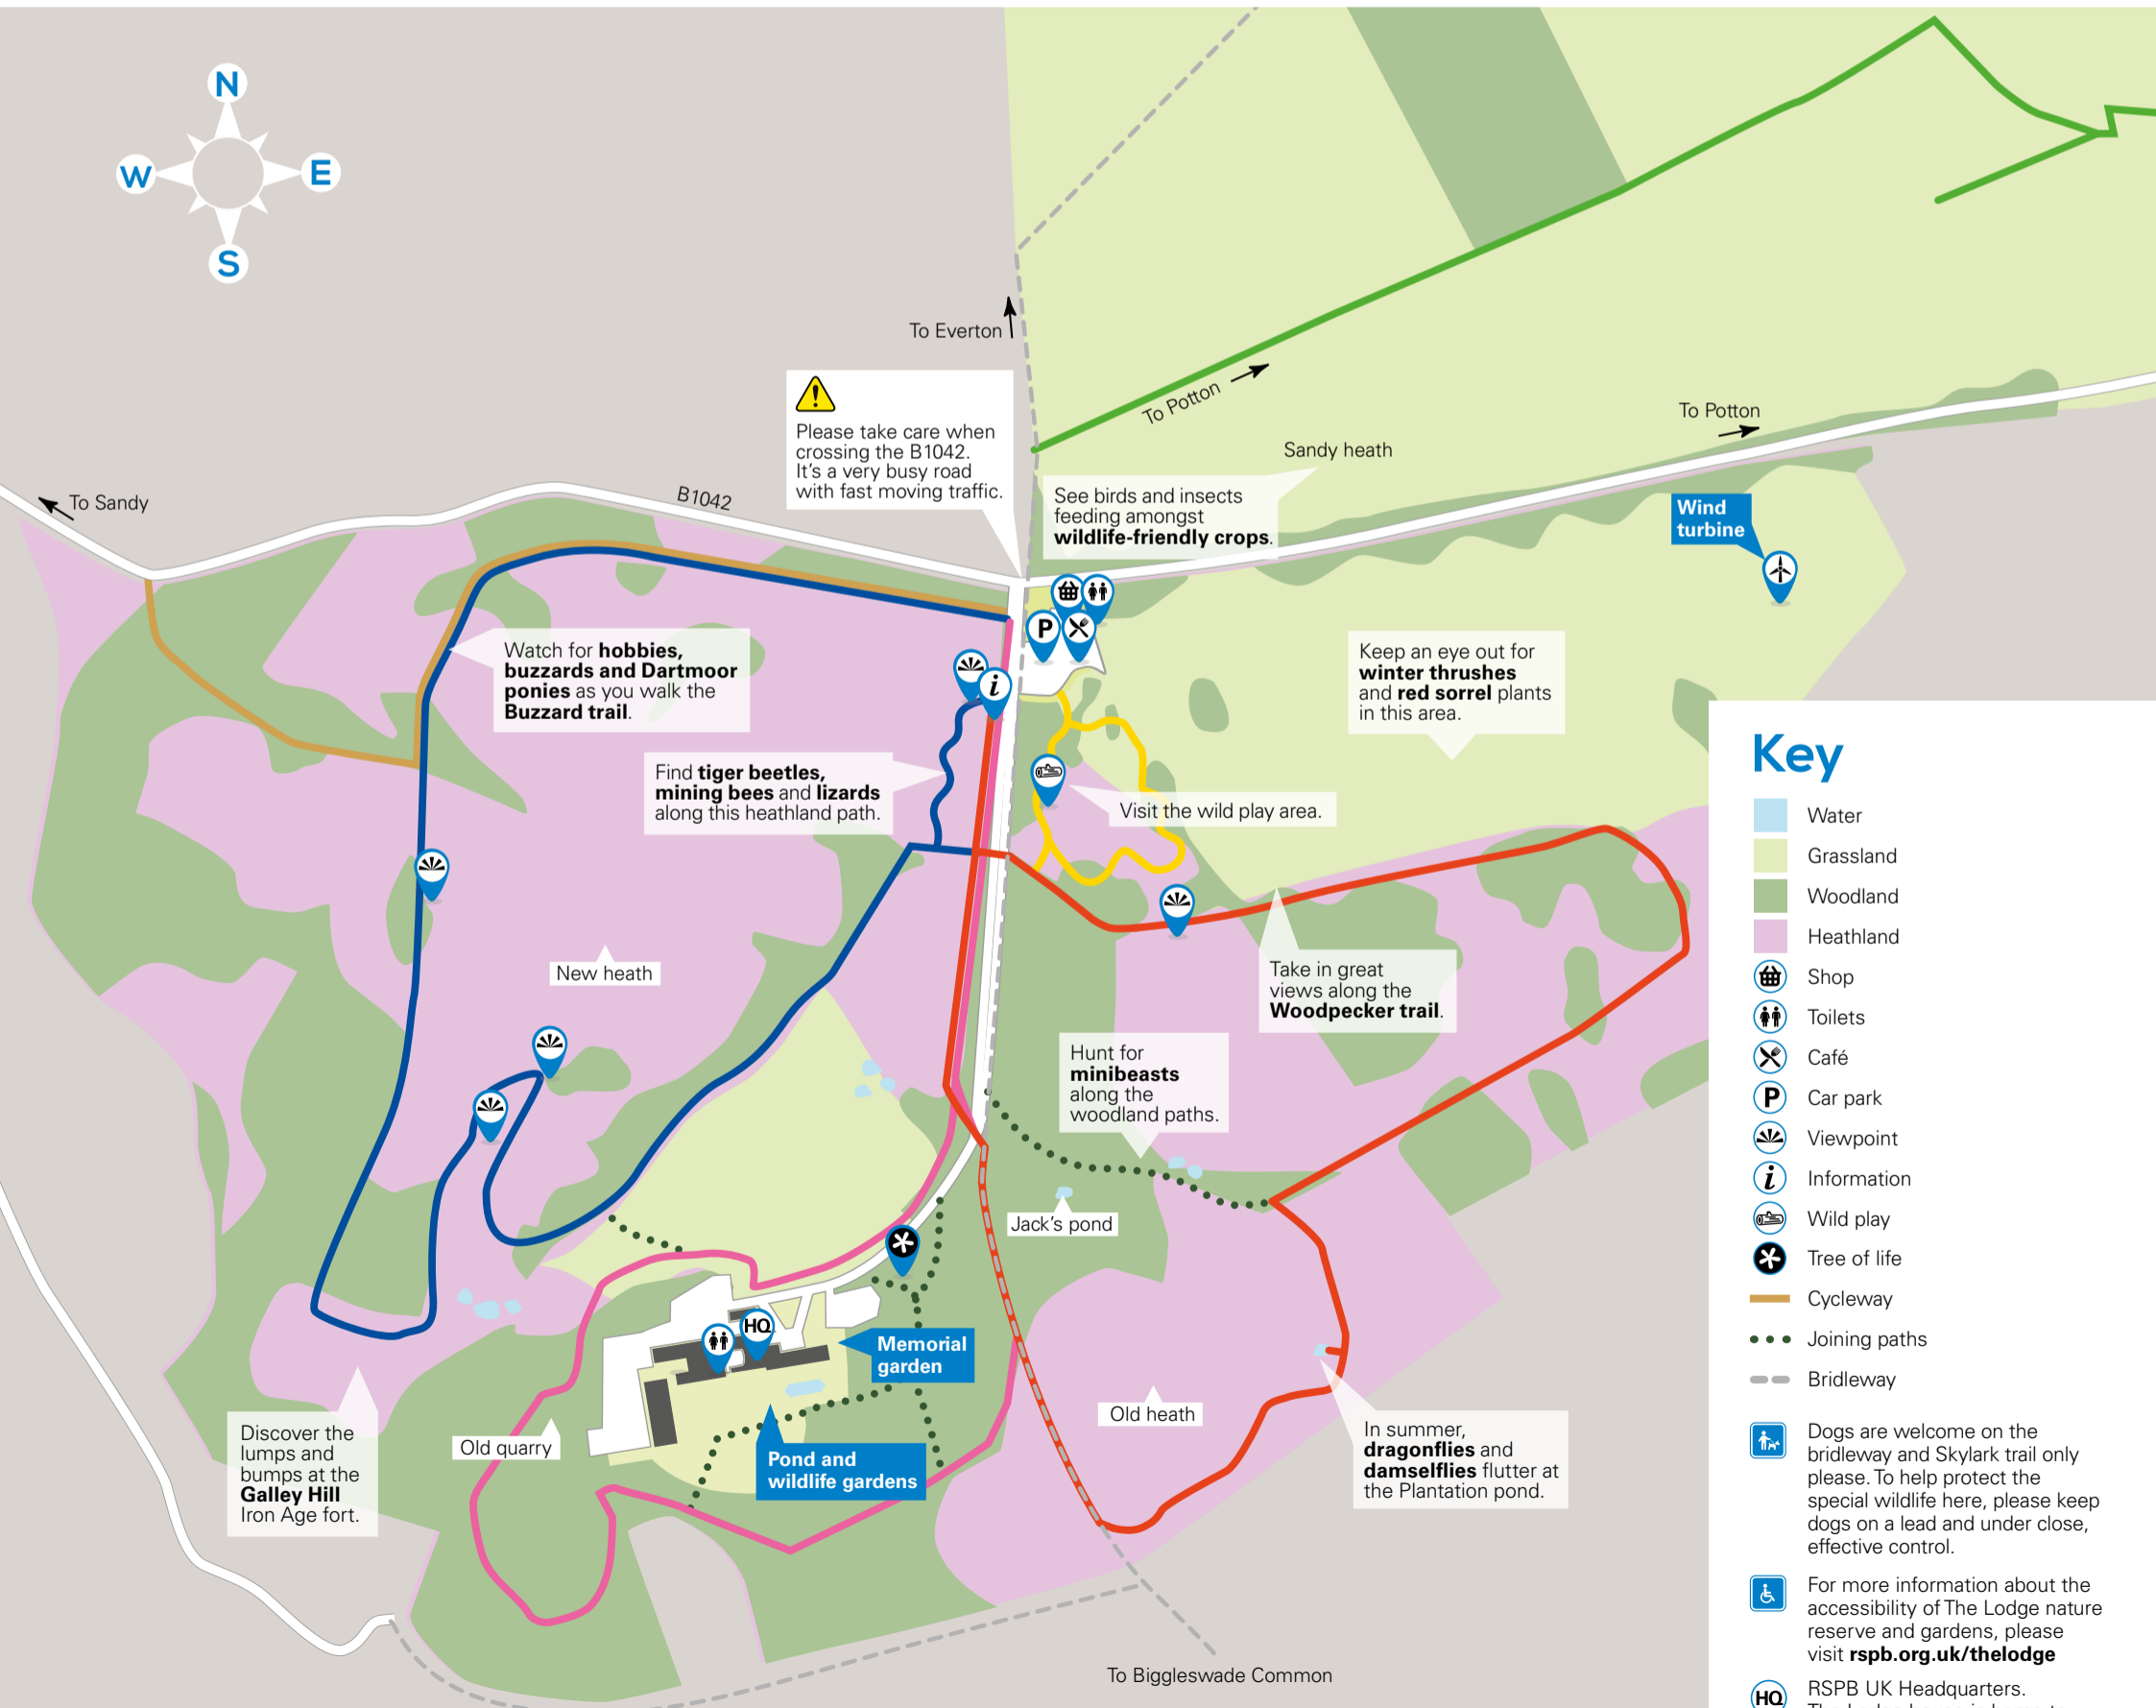 N
W
E
S
To Everton
To Potton
To Potton
Sandy heath
To Sandy
B1042
Please take care when
crossing the B1042.
It's a very busy road
with fast moving traffic.
See birds and insects
feeding amongst
wildlife-friendly crops.
Wind
turbine
P
i
Watch for hobbies,
buzzards and Dartmoor
ponies as you walk the
Buzzard trail.
Keep an eye out for
winter thrushes
and red sorrel plants
in this area.
Find tiger beetles,
mining bees and lizards
along this heathland path.
Visit the wild play area.
New heath
Take in great
views along the
Woodpecker trail.
Hunt for
minibeasts
along the
woodland paths.
Jack's pond
HQ
Memorial
garden
Old heath
Old quarry
Pond and
wildlife gardens
Discover the
lumps and
bumps at the
Galley Hill
Iron Age fort.
In summer,
dragonflies and
damselflies flutter at
the Plantation pond.
To Biggleswade Common
Key
Water
Grassland
Woodland
Heathland
Shop
Toilets
Café
P Car park
Viewpoint
i Information
Wild play
Tree of life
Cycleway
Joining paths
Bridleway
Dogs are welcome on the
bridleway and Skylark trail only
please. To help protect the
special wildlife here, please keep
dogs on a lead and under close,
effective control.
For more information about the
accessibility of The Lodge nature
reserve and gardens, please
visit rspb.org.uk/thelodge
HQ RSPB UK Headquarters.